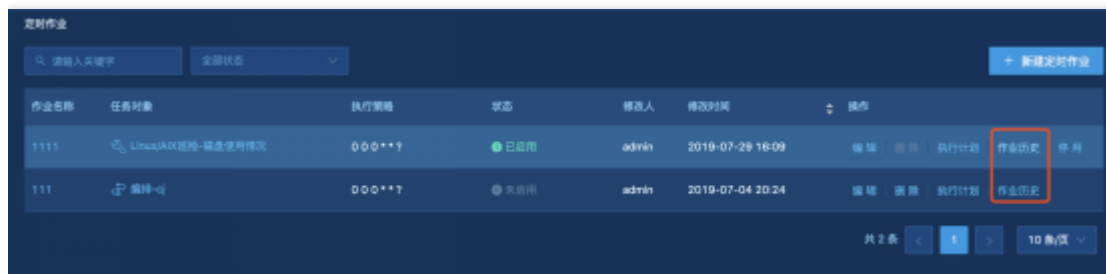 定时作业
请输入关键字 全部状态 + 新建定时作业
作业名称 任务对象 执行策略 状态 修改人 修改时间 操作
1111 Linux/AIX巡检-磁盘使用情况 0 0 0 * * ? 已启用 admin 2019-07-29 16:09 编辑 删除 执行计划 作业历史 停用
111 编排-cj 0 0 0 * * ? 未启用 admin 2019-07-04 20:24 编辑 删除 执行计划 作业历史
共 2 条 < 1 > 10 条/页